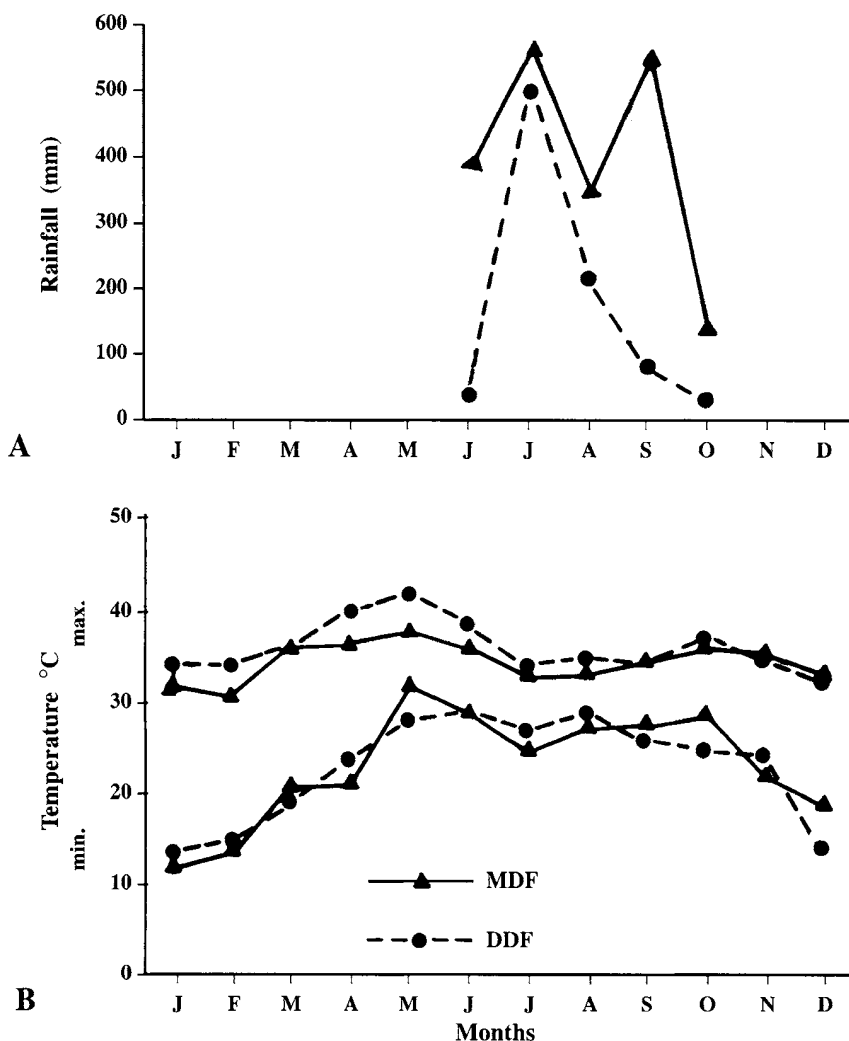 600
500
400
300
200
100
0
Rainfall (mm)
J F M A M J J A S O N D
A
50
40
30
20
10
0
Temperature °C
min. max.
MDF
DDF
J F M A M J J A S O N D
B
Months